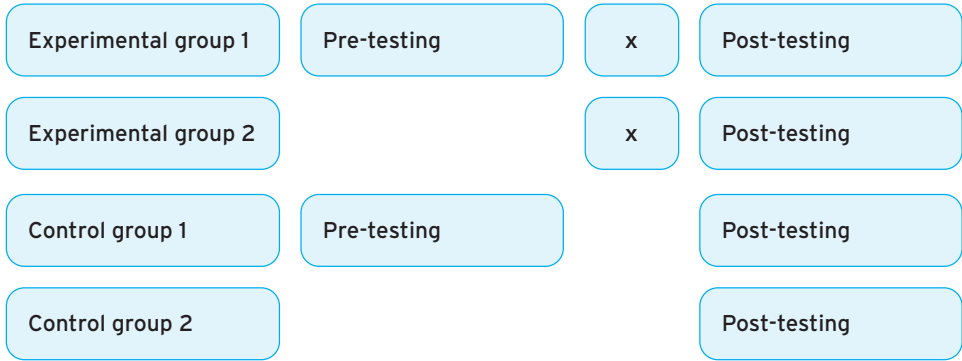 Experimental group 1 Pre-testing x Post-testing
Experimental group 2 x Post-testing
Control group 1 Pre-testing Post-testing
Control group 2 Post-testing